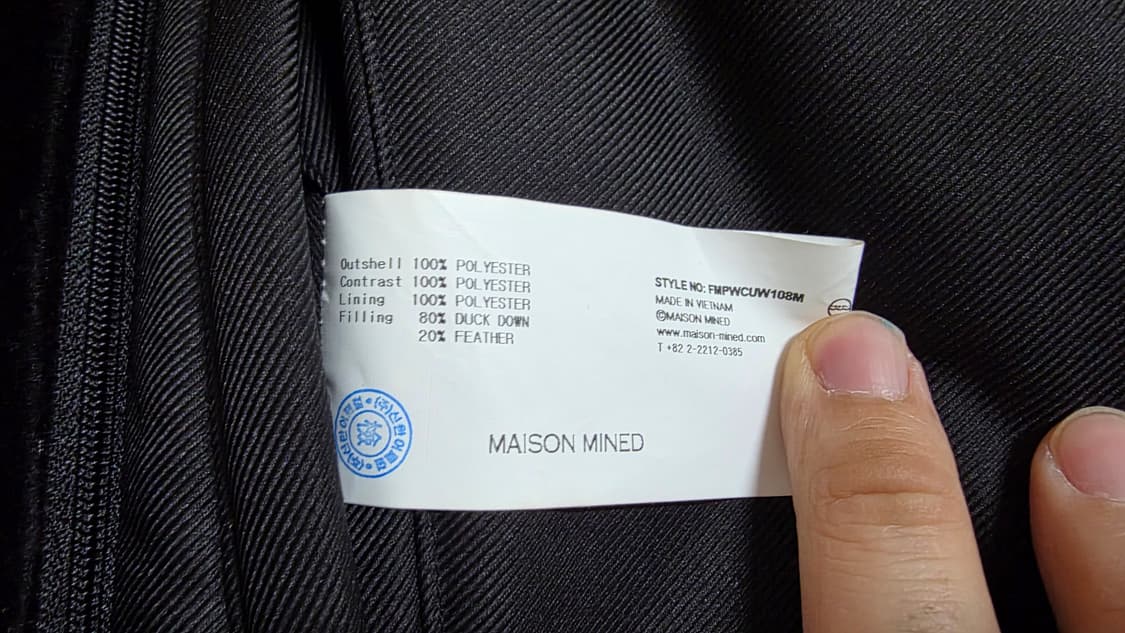 Outshell 100% POLYESTER
Contrast 100% POLYESTER
Lining 100% POLYESTER
Filling 80% DUCK DOWN
20% FEATHER
STYLE NO: FMPWCUW108M
MADE IN VIETNAM
©MAISON MINED
www.maison-mined.com
T +82 2-2212-0385
MAISON MINED